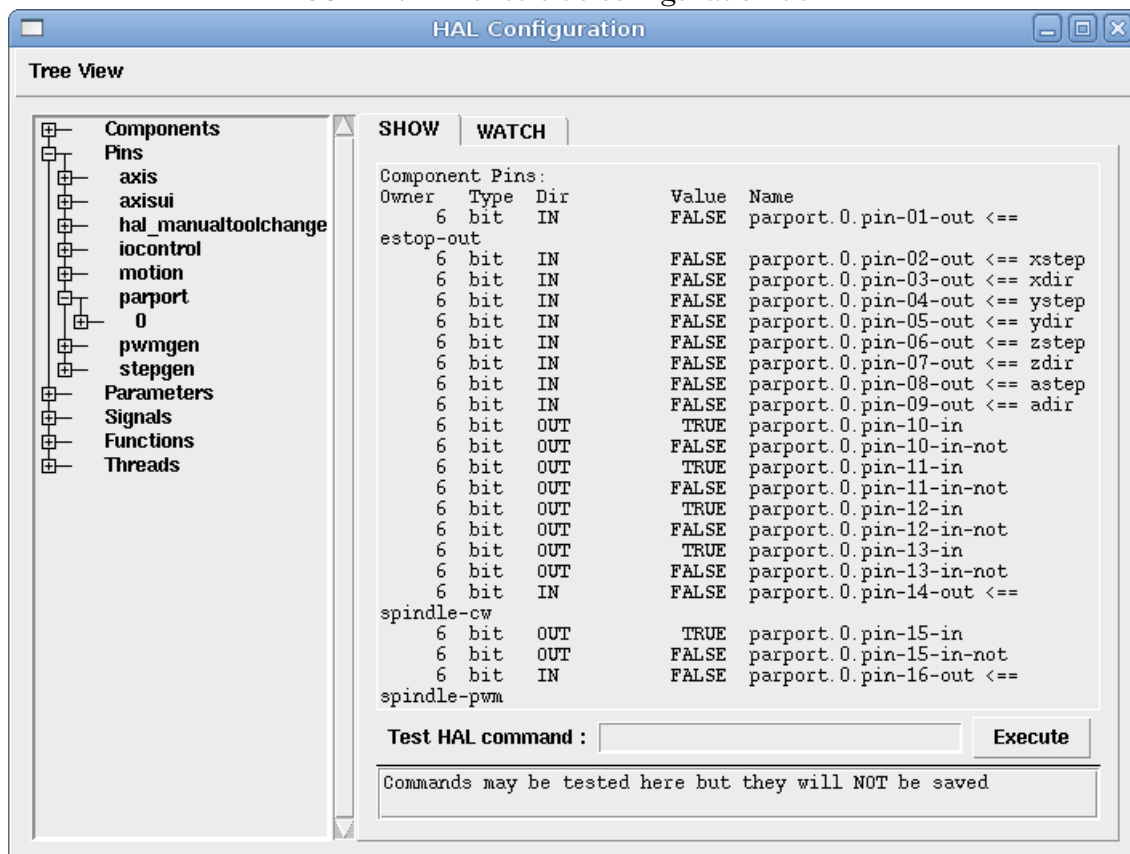 HAL Configuration
Tree View
Components
Pins
axis
axisui
hal_manualtoolchange
iocontrol
motion
parport
0
pwmgen
stepgen
Parameters
Signals
Functions
Threads
SHOW WATCH
Component Pins:
Owner Type Dir Value Name
6 bit IN FALSE parport.0.pin-01-out <==
estop-out
6 bit IN FALSE parport.0.pin-02-out <== xstep
6 bit IN FALSE parport.0.pin-03-out <== xdir
6 bit IN FALSE parport.0.pin-04-out <== ystep
6 bit IN FALSE parport.0.pin-05-out <== ydir
6 bit IN FALSE parport.0.pin-06-out <== zstep
6 bit IN FALSE parport.0.pin-07-out <== zdir
6 bit IN FALSE parport.0.pin-08-out <== astep
6 bit IN FALSE parport.0.pin-09-out <== adir
6 bit OUT TRUE parport.0.pin-10-in
6 bit OUT FALSE parport.0.pin-10-in-not
6 bit OUT TRUE parport.0.pin-11-in
6 bit OUT FALSE parport.0.pin-11-in-not
6 bit OUT TRUE parport.0.pin-12-in
6 bit OUT FALSE parport.0.pin-12-in-not
6 bit OUT TRUE parport.0.pin-13-in
6 bit OUT FALSE parport.0.pin-13-in-not
6 bit IN FALSE parport.0.pin-14-out <==
spindle-cw
6 bit OUT TRUE parport.0.pin-15-in
6 bit OUT FALSE parport.0.pin-15-in-not
6 bit IN FALSE parport.0.pin-16-out <==
spindle-pwm
Test HAL command : Execute
Commands may be tested here but they will NOT be saved